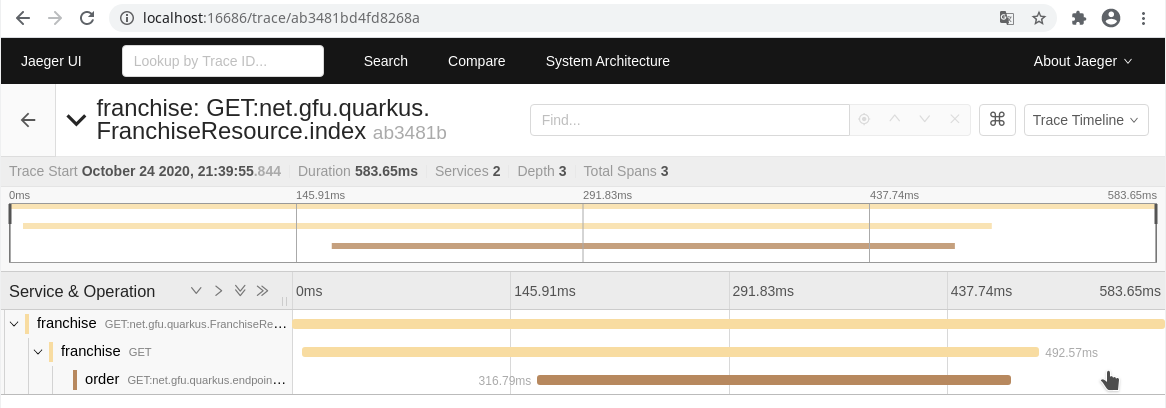 localhost:16686/trace/ab3481bd4fd8268a
Jaeger UI Lookup by Trace ID... Search Compare System Architecture About Jaeger
franchise: GET:net.gfu.quarkus.
FranchiseResource.index ab3481b
Find... ⌘ Trace Timeline
Trace Start October 24 2020, 21:39:55.844 Duration 583.65ms Services 2 Depth 3 Total Spans 3
0ms 145.91ms 291.83ms 437.74ms 583.65ms
Service & Operation 0ms 145.91ms 291.83ms 437.74ms 583.65ms
franchise GET:net.gfu.quarkus.FranchiseRe...
franchise GET 492.57ms
order GET:net.gfu.quarkus.endpoin... 316.79ms